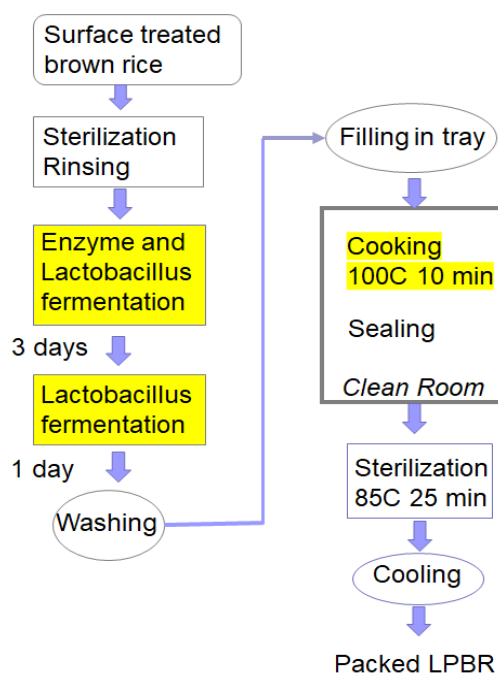 Surface treated
brown rice
Sterilization
Rinsing
Enzyme and
Lactobacillus
fermentation
3 days
Lactobacillus
fermentation
1 day
Washing
Filling in tray
Cooking
100C 10 min
Sealing
Clean Room
Sterilization
85C 25 min
Cooling
Packed LPBR